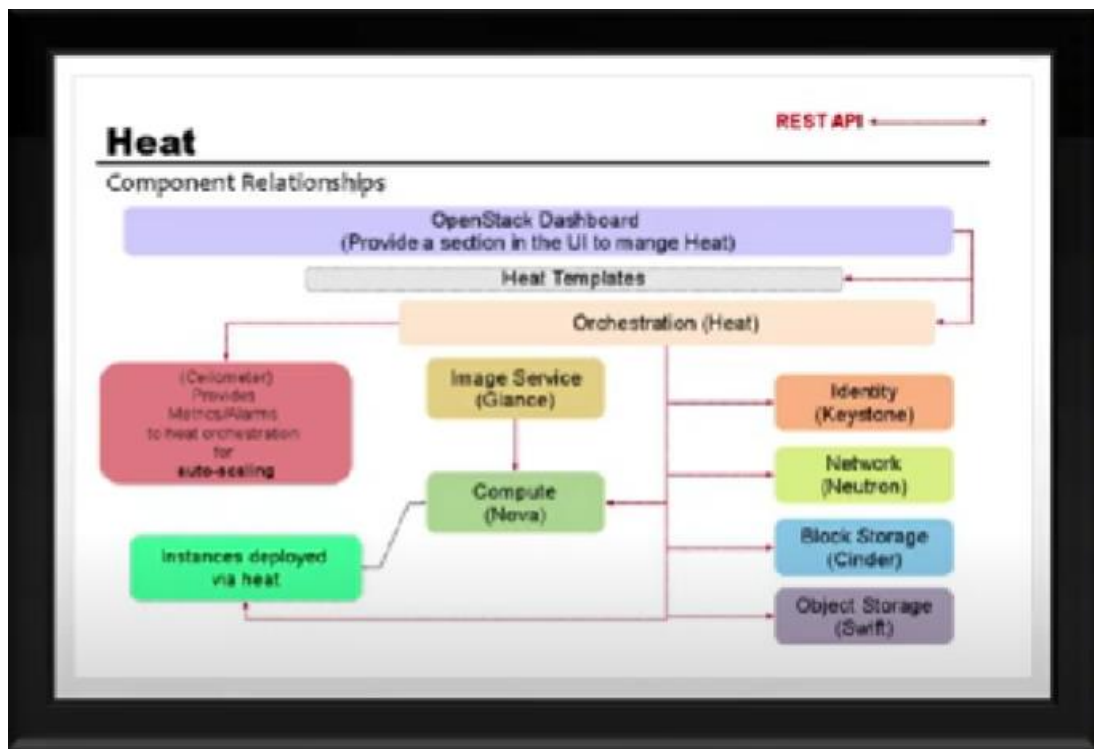 REST API
Heat
Component Relationships
OpenStack Dashboard
(Provide a section in the UI to mange Heat)
Heat Templates
Orchestration (Heat)
(Ceilometer)
Provides
Metrics/Alarms
to heat orchestration
for
auto-scaling
Image Service
(Glance)
Identity
(Keystone)
Compute
(Nova)
Network
(Neutron)
Instances deployed
via heat
Block Storage
(Cinder)
Object Storage
(Swift)